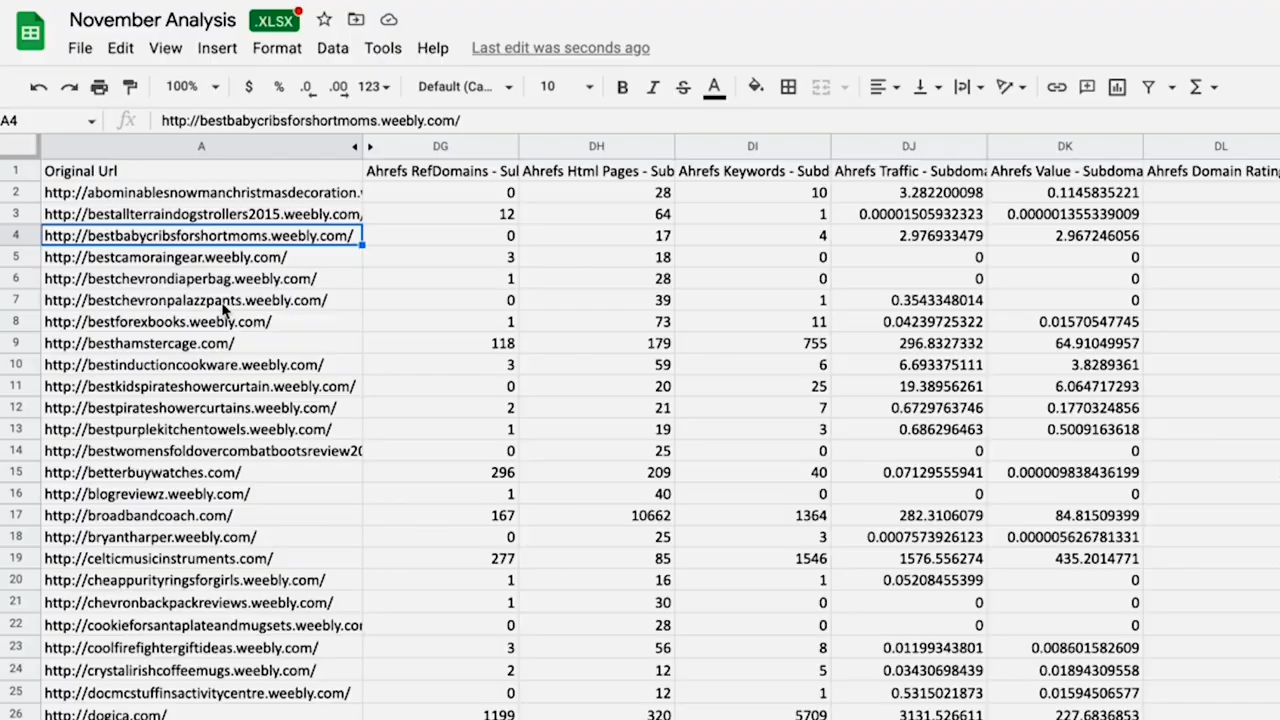 November Analysis .XLSX
File Edit View Insert Format Data Tools Help Last edit was seconds ago
100% $ % .0 .00 123 Default (Ca... 10 B I S A
A4 fx http://bestbabycribsforshortmoms.weebly.com/
A DG DH DI DJ DK DL
1 Original Url Ahrefs RefDomains - Sul Ahrefs Html Pages - Sub Ahrefs Keywords - Subd Ahrefs Traffic - Subdoma Ahrefs Value - Subdoma Ahrefs Domain Rating
2 http://abominablesnowmanchristmasdecoration. 0 28 10 3.282200098 0.1145835221
3 http://bestallterraindogstrollers2015.weebly.com/ 12 64 1 0.00001505932323 0.000001355339009
4 http://bestbabycribsforshortmoms.weebly.com/ 0 17 4 2.976933479 2.967246056
5 http://bestcamoraingear.weebly.com/ 3 18 0 0 0
6 http://bestchevrondiaperbag.weebly.com/ 1 28 0 0 0
7 http://bestchevronpalazzpants.weebly.com/ 0 39 1 0.3543348014 0
8 http://bestforexbooks.weebly.com/ 1 73 11 0.04239725322 0.01570547745
9 http://besthamstercage.com/ 118 179 755 296.8327332 64.91049957
10 http://bestinductioncookware.weebly.com/ 3 59 6 6.693375111 3.8289361
11 http://bestkidspirateshowercurtain.weebly.com/ 0 20 25 19.38956261 6.064717293
12 http://bestpirateshowercurtains.weebly.com/ 2 21 7 0.6729763746 0.1770324856
13 http://bestpurplekitchentowels.weebly.com/ 1 19 3 0.686296463 0.5009163618
14 http://bestwomensfoldovercombatbootsreview20 0 25 0 0 0
15 http://betterbuywatches.com/ 296 209 40 0.07129555941 0.000009838436199
16 http://blogreviewz.weebly.com/ 1 40 0 0 0
17 http://broadbandcoach.com/ 167 10662 1364 282.3106079 84.81509399
18 http://bryantharper.weebly.com/ 0 25 3 0.0007573926123 0.000005626781331
19 http://celticmusicinstruments.com/ 277 85 1546 1576.556274 435.2014771
20 http://cheappurityringsforgirls.weebly.com/ 1 16 1 0.05208455399 0
21 http://chevronbackpackreviews.weebly.com/ 1 30 0 0 0
22 http://cookieforsantaplateandmugsets.weebly.cor 0 28 0 0 0
23 http://coolfirefightergiftideas.weebly.com/ 3 56 8 0.01199343801 0.008601582609
24 http://crystalirishcoffeemugs.weebly.com/ 2 12 5 0.03430698439 0.01894309558
25 http://docmcstuffinsactivitycentre.weebly.com/ 0 12 1 0.5315021873 0.01594506577
26 http://dogica.com/ 1199 320 5709 3131.526611 227.6836853